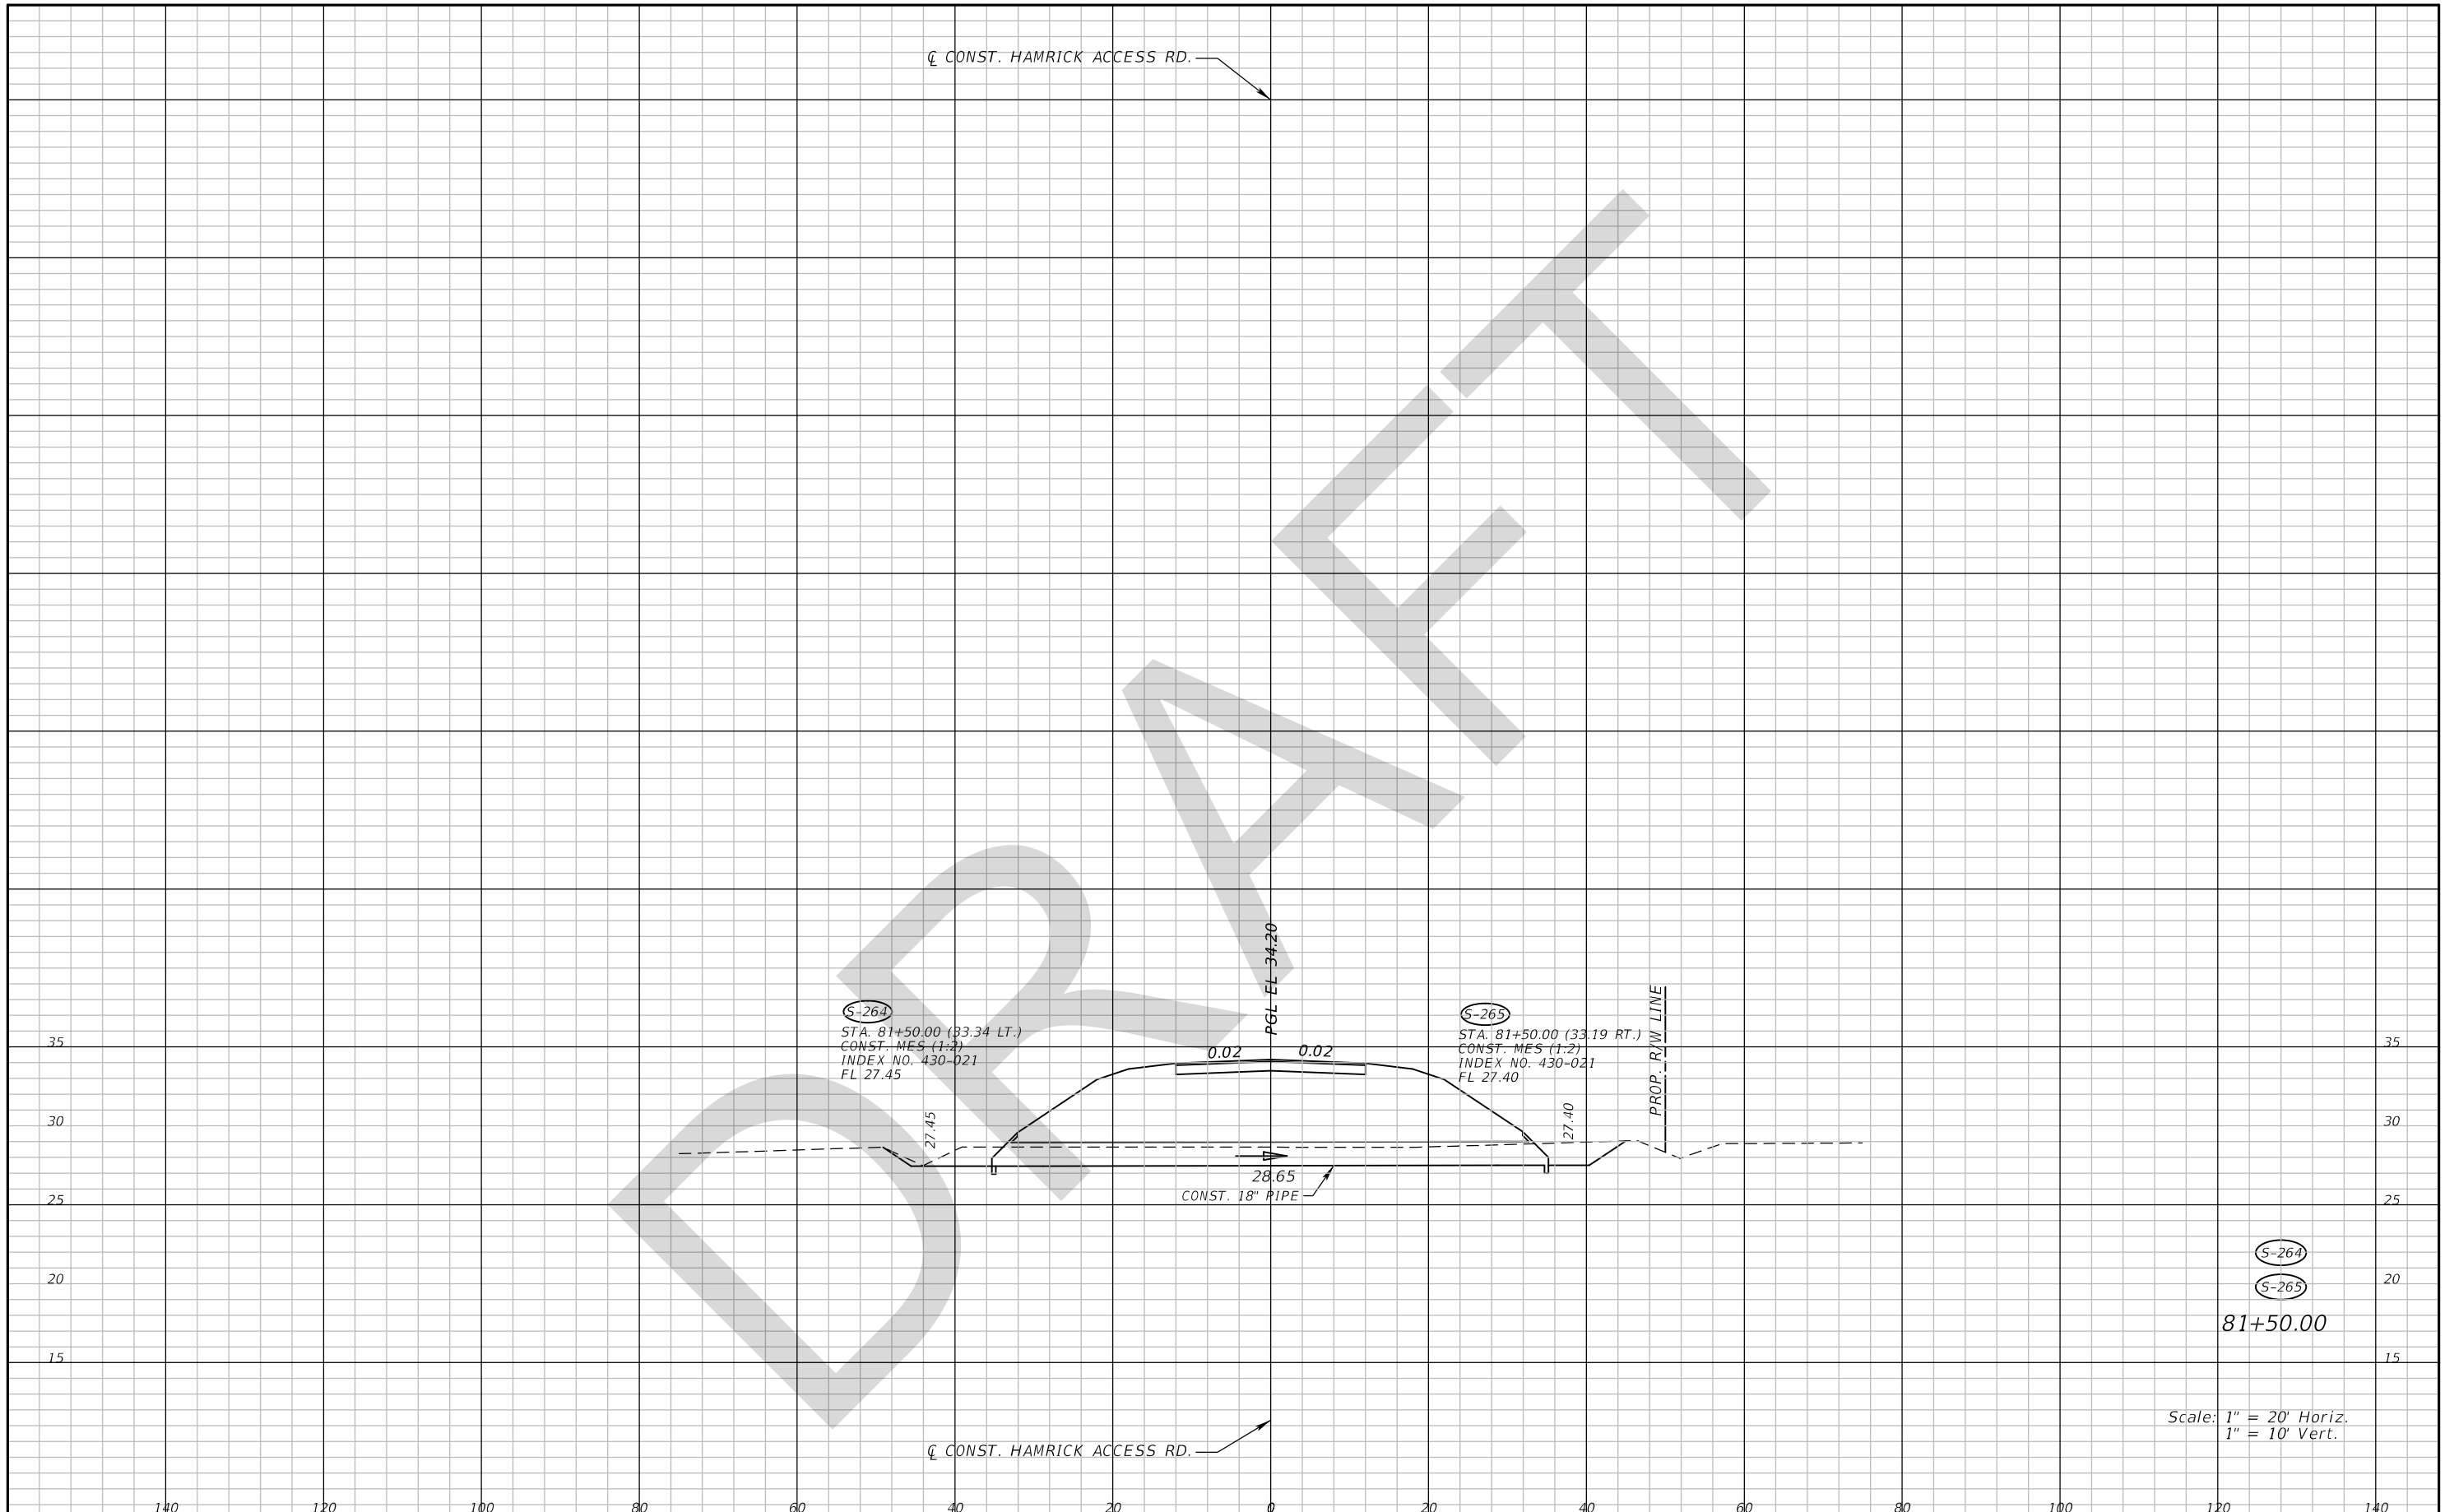 ℄ CONST. HAMRICK ACCESS RD.
DRAFT
PGL EL 34.20
S-264
STA. 81+50.00 (33.34 LT.)
CONST. MES (1:2)
INDEX NO. 430-021
FL 27.45
S-265
STA. 81+50.00 (33.19 RT.)
CONST. MES (1:2)
INDEX NO. 430-021
FL 27.40
PROP. R/W LINE
0.02 0.02
35 35
30 30
27.45
27.40
28.65
CONST. 18" PIPE
25 25
20 20
15 15
S-264
S-265
81+50.00
Scale: 1" = 20' Horiz.
1" = 10' Vert.
℄ CONST. HAMRICK ACCESS RD.
140 120 100 80 60 40 20 0 20 40 60 80 100 120 140